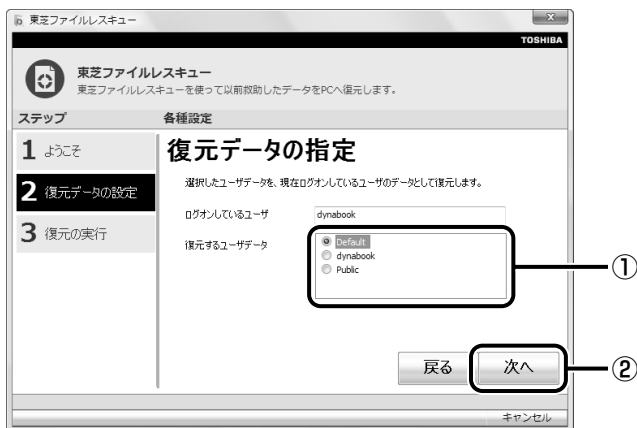 東芝ファイルレスキュー
TOSHIBA
東芝ファイルレスキュー
東芝ファイルレスキューを使って以前救助したデータをPCへ復元します。
ステップ 各種設定
1 ようこそ
2 復元データの設定
3 復元の実行
復元データの指定
選択したユーザデータを、現在ログオンしているユーザのデータとして復元します。
ログオンしているユーザ dynabook
復元するユーザデータ
Default
dynabook
Public
①
戻る 次へ
②
キャンセル